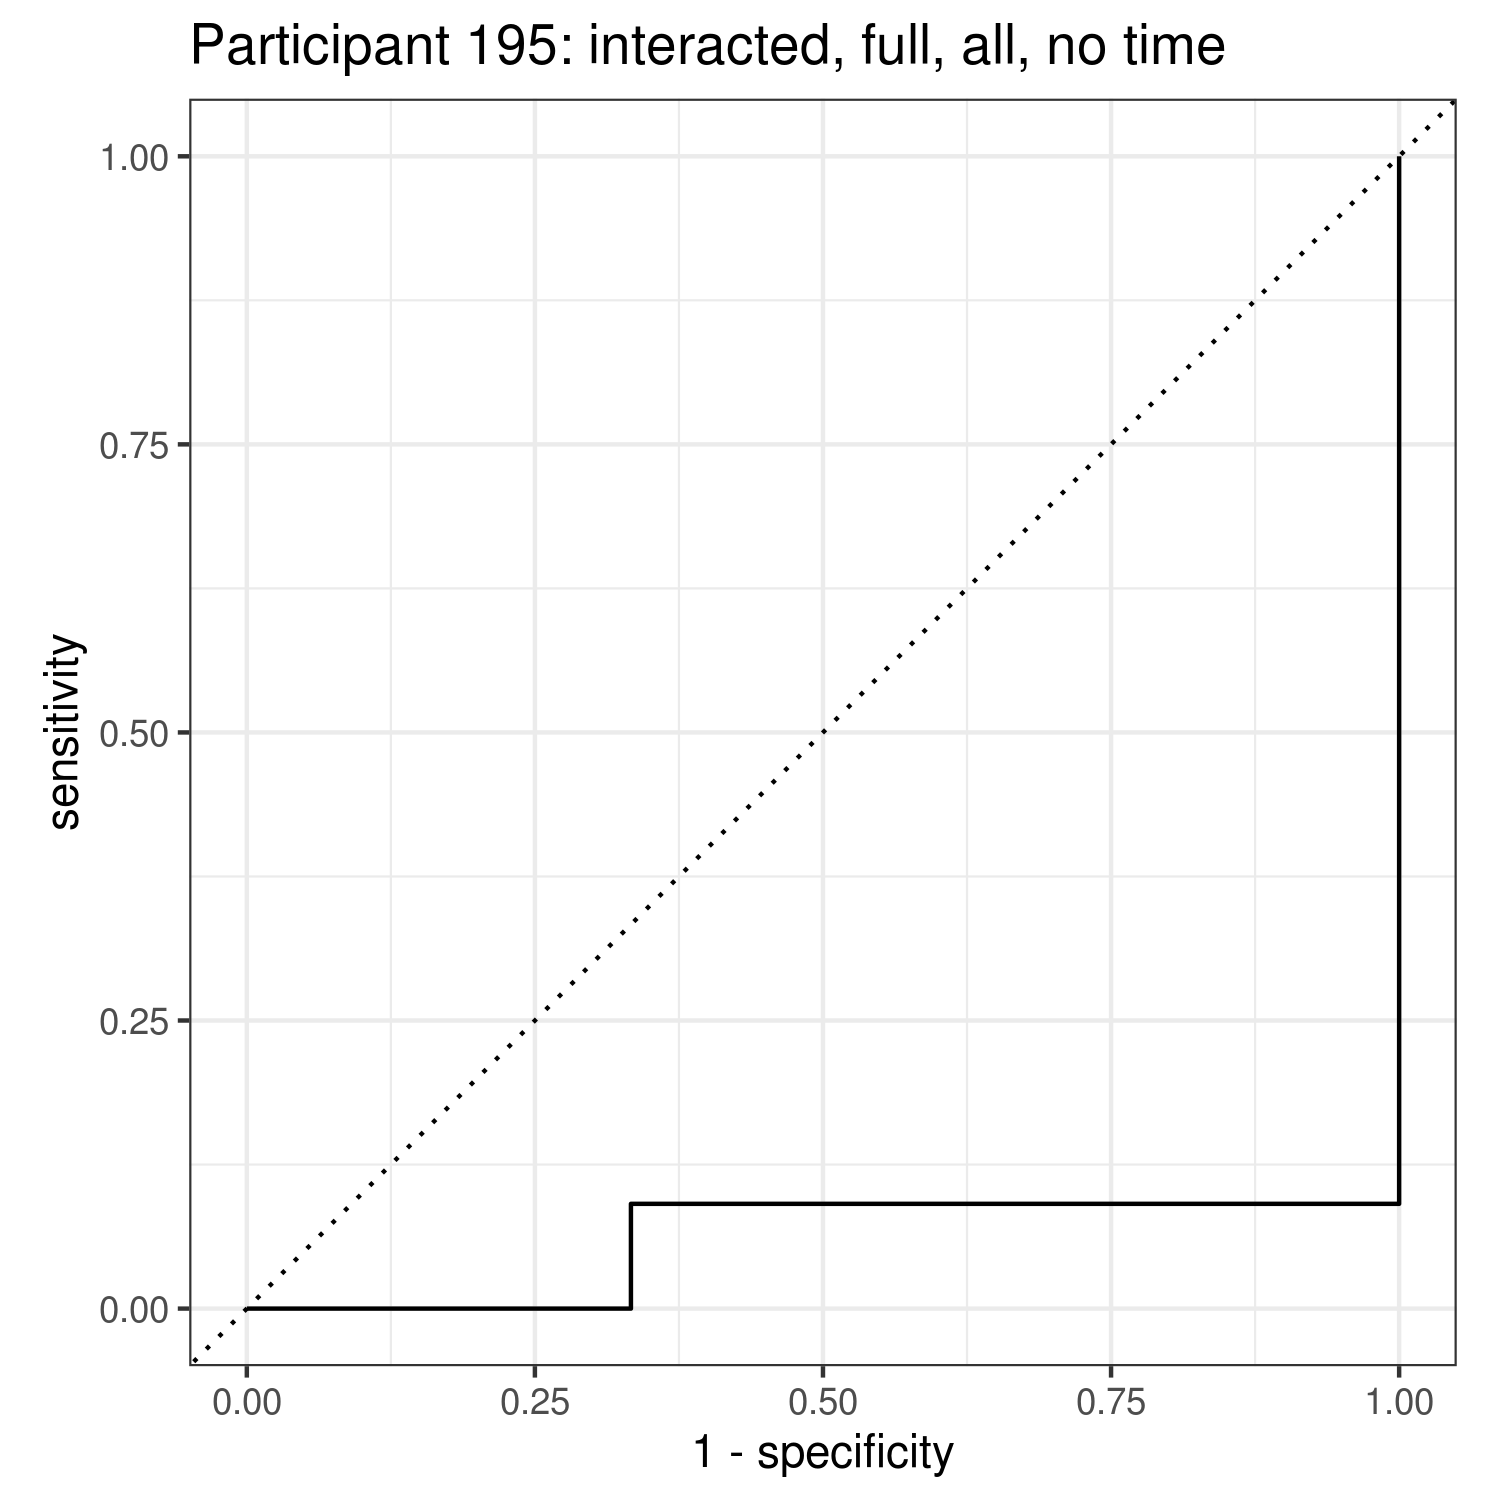 Participant 195: interacted, full, all, no time
1.00
0.75
0.50
0.25
0.00
sensitivity
0.00 0.25 0.50 0.75 1.00
1 - specificity